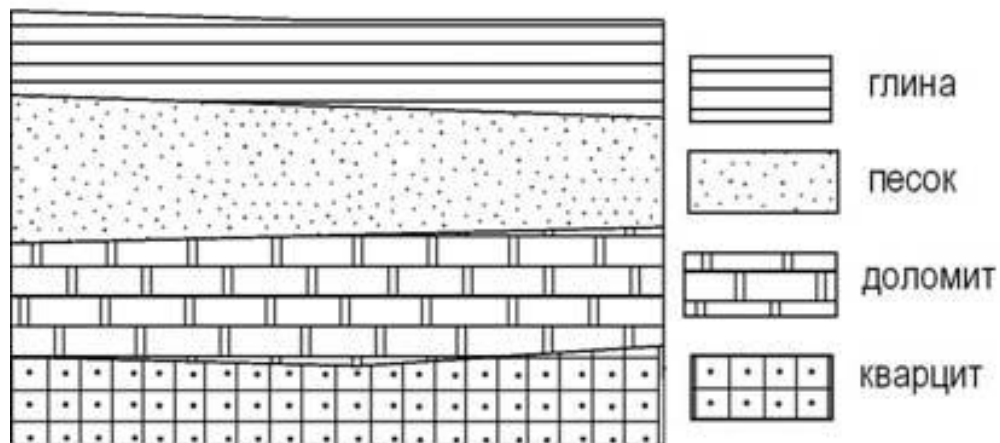 глина
песок
доломит
кварцит